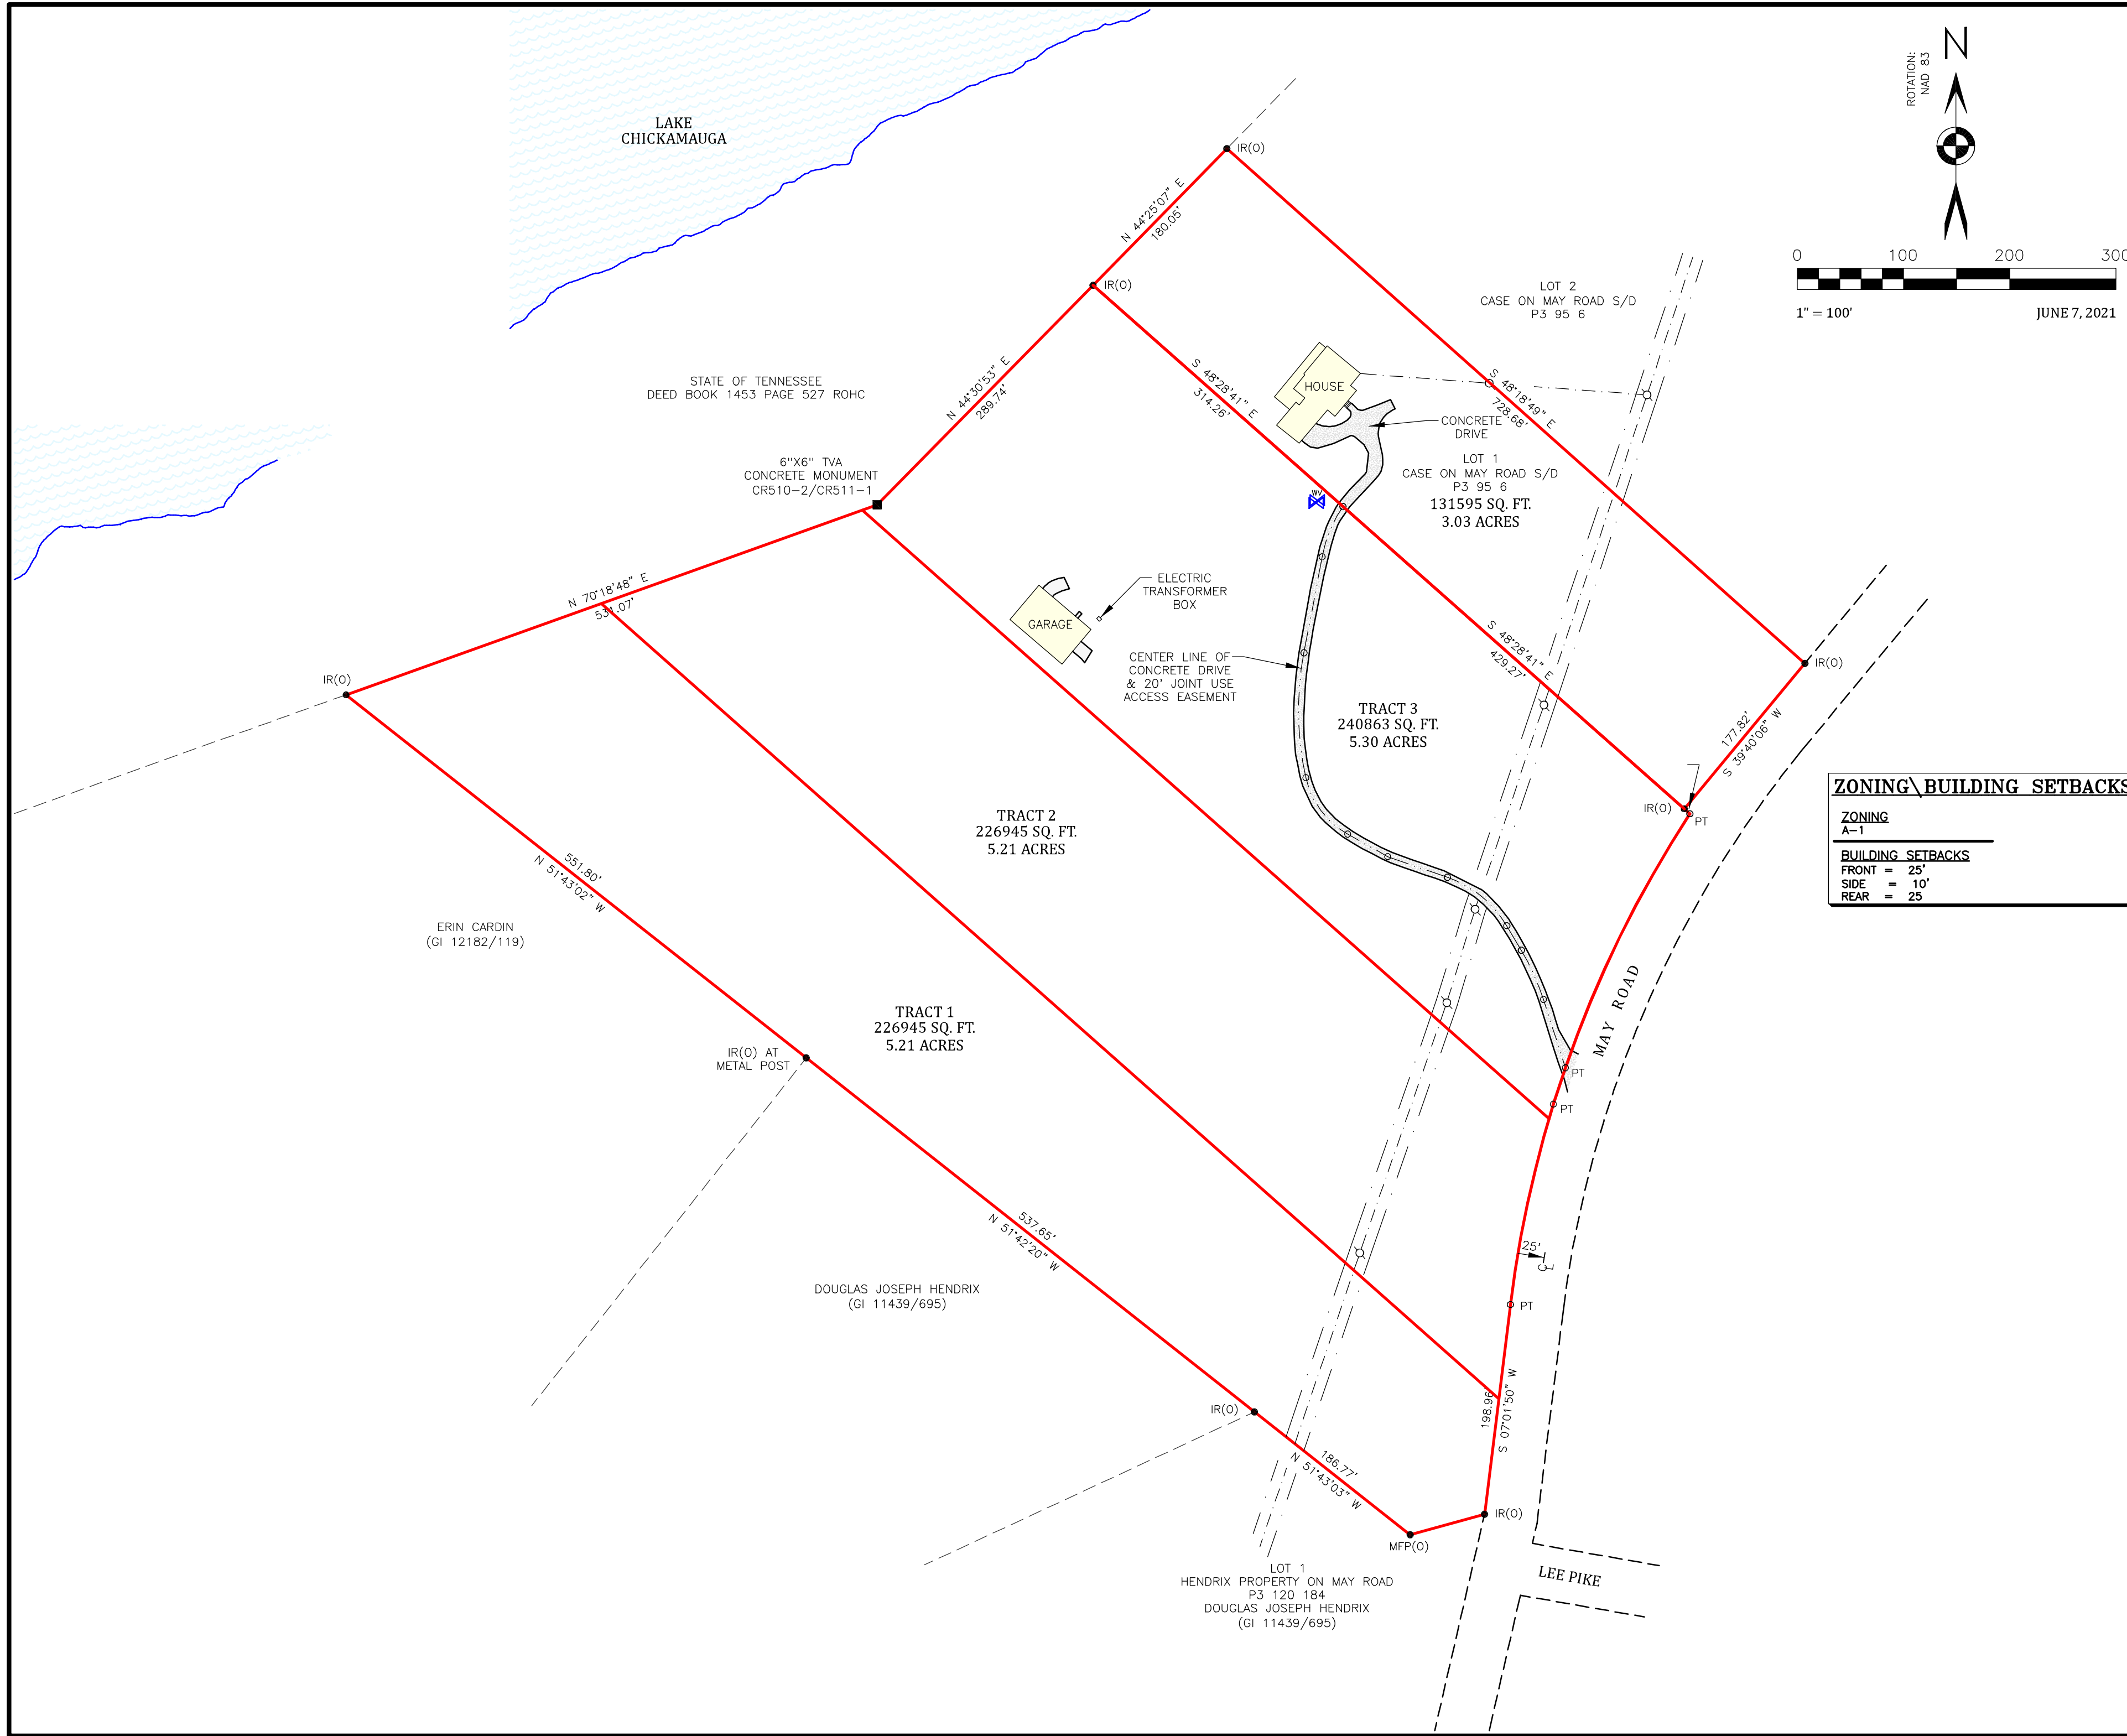 LAKE
CHICKAMAUGA
ROTATION:
NAD 83
N
0 100 200 300
1" = 100'
JUNE 7, 2021
IR(O)
N 44°25'07" E
180.05'
IR(O)
LOT 2
CASE ON MAY ROAD S/D
P3 95 6
STATE OF TENNESSEE
DEED BOOK 1453 PAGE 527 ROHC
N 44°30'53" E
289.74'
S 48°28'41" E
314.26'
HOUSE
S 48°18'49" E
728.68'
CONCRETE
DRIVE
6"X6" TVA
CONCRETE MONUMENT
CR510-2/CR511-1
LOT 1
CASE ON MAY ROAD S/D
P3 95 6
131595 SQ. FT.
3.03 ACRES
WV
N 70°18'48" E
531.07'
ELECTRIC
TRANSFORMER
BOX
GARAGE
CENTER LINE OF
CONCRETE DRIVE
& 20' JOINT USE
ACCESS EASEMENT
S 48°28'41" E
429.27'
IR(O)
IR(O)
TRACT 3
240863 SQ. FT.
5.30 ACRES
177.82'
S 39°40'06" W
IR(O)
PT
ZONING\BUILDING SETBACKS
ZONING
A-1
BUILDING SETBACKS
FRONT = 25'
SIDE = 10'
REAR = 25
TRACT 2
226945 SQ. FT.
5.21 ACRES
551.80'
N 51°43'02" W
ERIN CARDIN
(GI 12182/119)
TRACT 1
226945 SQ. FT.
5.21 ACRES
MAY ROAD
IR(O) AT
METAL POST
PT
PT
537.65'
N 51°42'20" W
25'
CL
DOUGLAS JOSEPH HENDRIX
(GI 11439/695)
PT
198.96'
S 07°01'50" W
IR(O)
186.77'
N 51°43'03" W
IR(O)
MFP(O)
LOT 1
HENDRIX PROPERTY ON MAY ROAD
P3 120 184
DOUGLAS JOSEPH HENDRIX
(GI 11439/695)
LEE PIKE